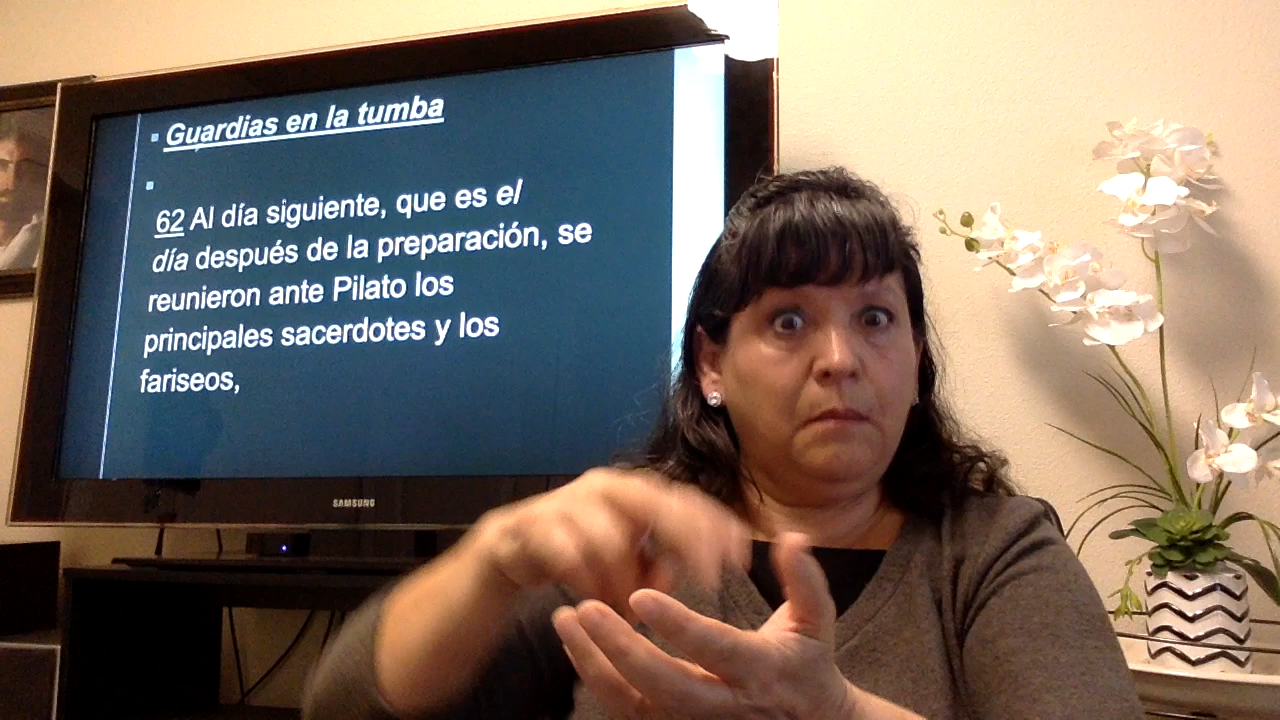 Guardias en la tumba
62 Al día siguiente, que es el
día después de la preparación, se
reunieron ante Pilato los
principales sacerdotes y los
fariseos,
SAMSUNG